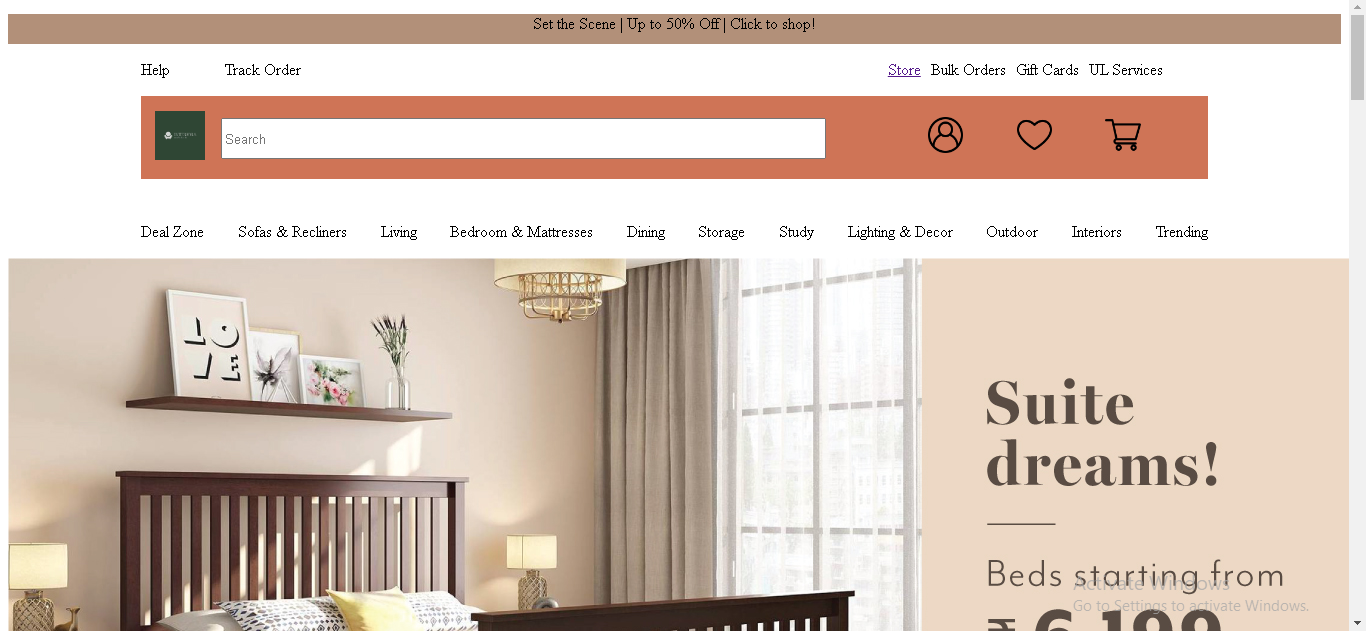 Set the Scene | Up to 50% Off | Click to shop!
Help Track Order Store Bulk Orders Gift Cards UL Services
Search
Deal Zone Sofas & Recliners Living Bedroom & Mattresses Dining Storage Study Lighting & Decor Outdoor Interiors Trending
LO
VE
Suite
dreams!
Beds starting from
Activate Windows
Go to Settings to activate Windows.
₹ 6,199